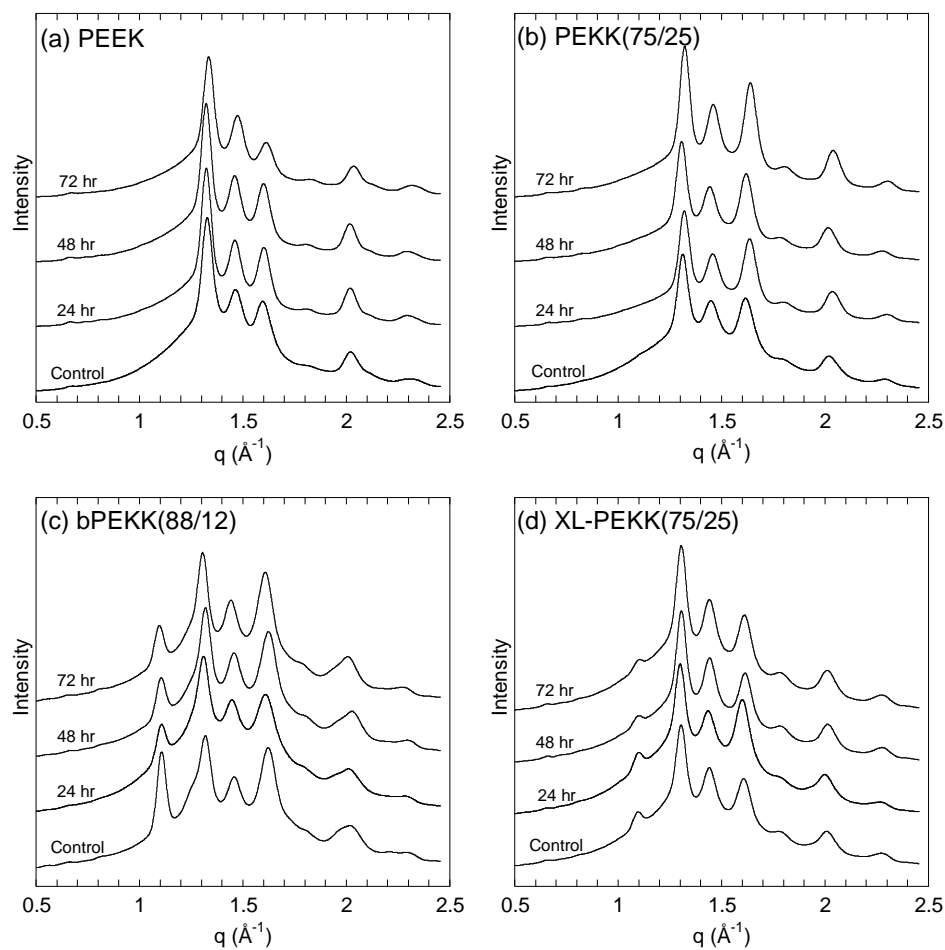 (a) PEEK
Intensity
72 hr
48 hr
24 hr
Control
0.5 1 1.5 2 2.5
q (Å⁻¹)
(b) PEKK(75/25)
Intensity
72 hr
48 hr
24 hr
Control
0.5 1 1.5 2 2.5
q (Å⁻¹)
(c) bPEKK(88/12)
Intensity
72 hr
48 hr
24 hr
Control
0.5 1 1.5 2 2.5
q (Å⁻¹)
(d) XL-PEKK(75/25)
Intensity
72 hr
48 hr
24 hr
Control
0.5 1 1.5 2 2.5
q (Å⁻¹)